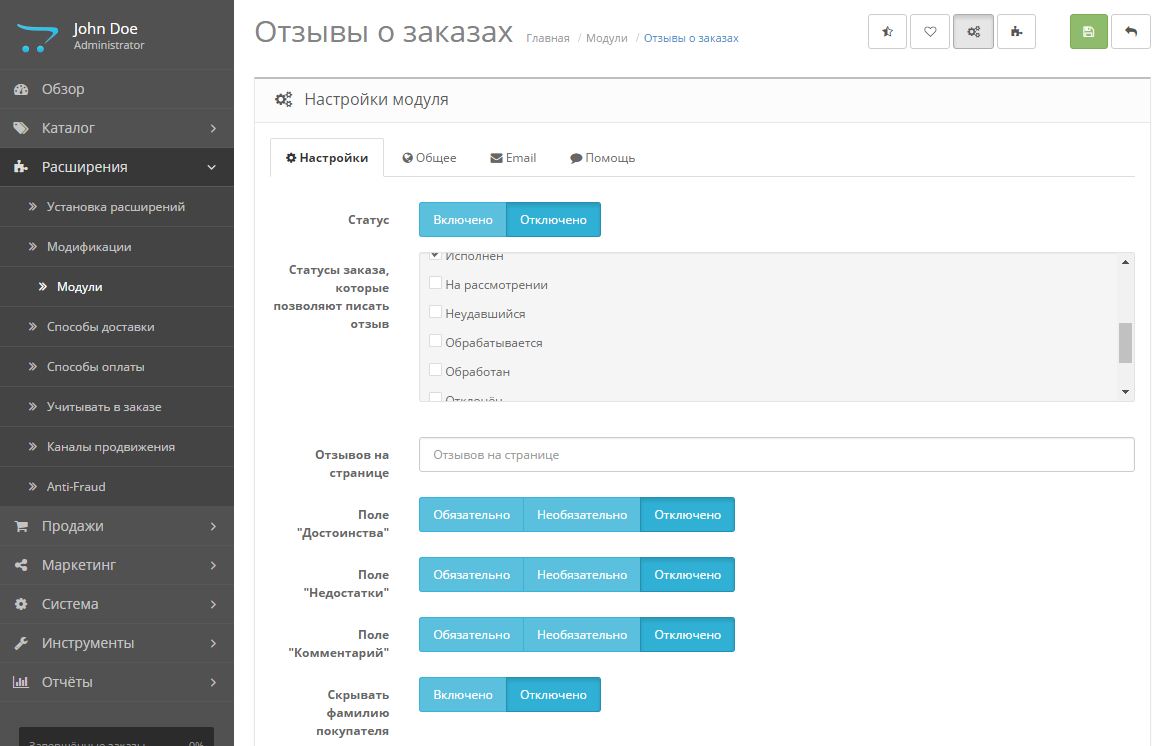 John Doe
Administrator
Обзор
Каталог
Расширения
Установка расширений
Модификации
Модули
Способы доставки
Способы оплаты
Учитывать в заказе
Каналы продвижения
Anti-Fraud
Продажи
Маркетинг
Система
Инструменты
Отчёты
Завершённые заказы 0%
Отзывы о заказах
Главная / Модули / Отзывы о заказах
Настройки модуля
Настройки Общее Email Помощь
Статус Включено Отключено
Статусы заказа,
которые
позволяют писать
отзыв
Исполнен
На рассмотрении
Неудавшийся
Обрабатывается
Обработан
Отклонён
Отзывов на
странице
Отзывов на странице
Поле
"Достоинства"
Обязательно Необязательно Отключено
Поле
"Недостатки"
Обязательно Необязательно Отключено
Поле
"Комментарий"
Обязательно Необязательно Отключено
Скрывать
фамилию
покупателя
Включено Отключено